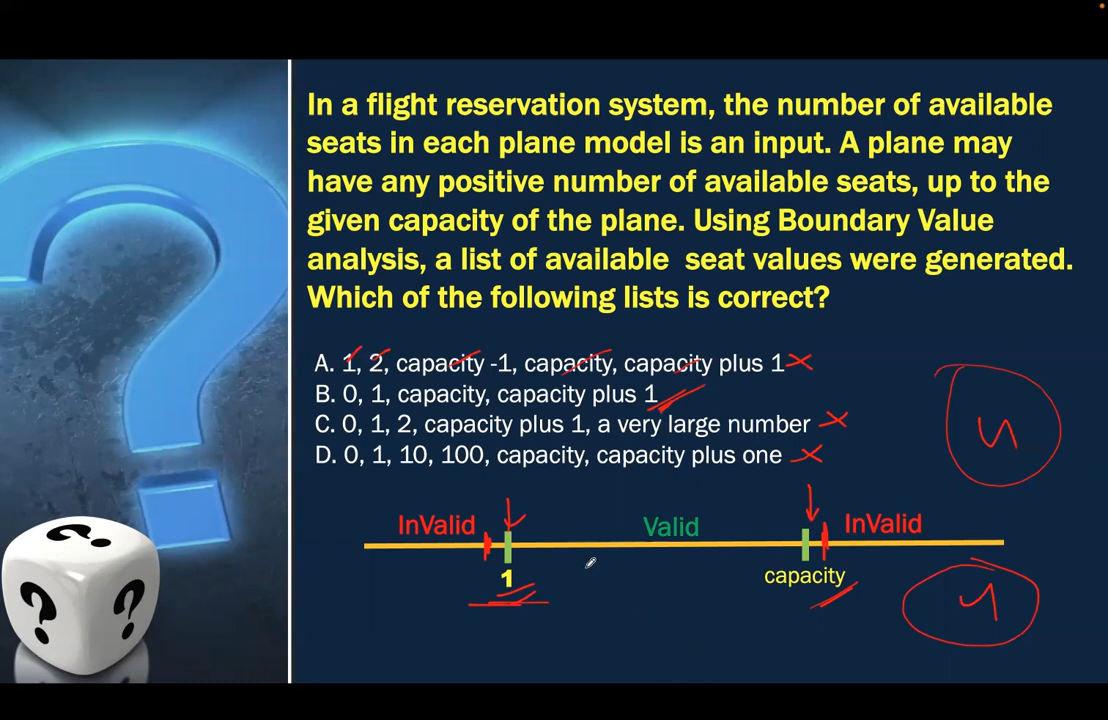 In a flight reservation system, the number of available
seats in each plane model is an input. A plane may
have any positive number of available seats, up to the
given capacity of the plane. Using Boundary Value
analysis, a list of available seat values were generated.
Which of the following lists is correct?
A. 1, 2, capacity -1, capacity, capacity plus 1
B. 0, 1, capacity, capacity plus 1
C. 0, 1, 2, capacity plus 1, a very large number
D. 0, 1, 10, 100, capacity, capacity plus one
InValid Valid InValid
1 capacity